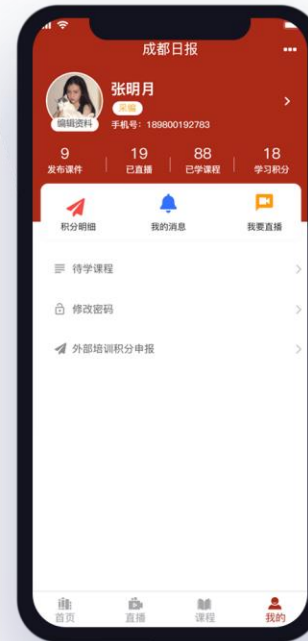 成都日报
张明月
采编
编辑资料
手机号：189800192783
9 19 88 18
发布课件 已直播 已学课程 学习积分
积分明细 我的消息 我要直播
待学课程
修改密码
外部培训积分申报
首页 直播 课程 我的